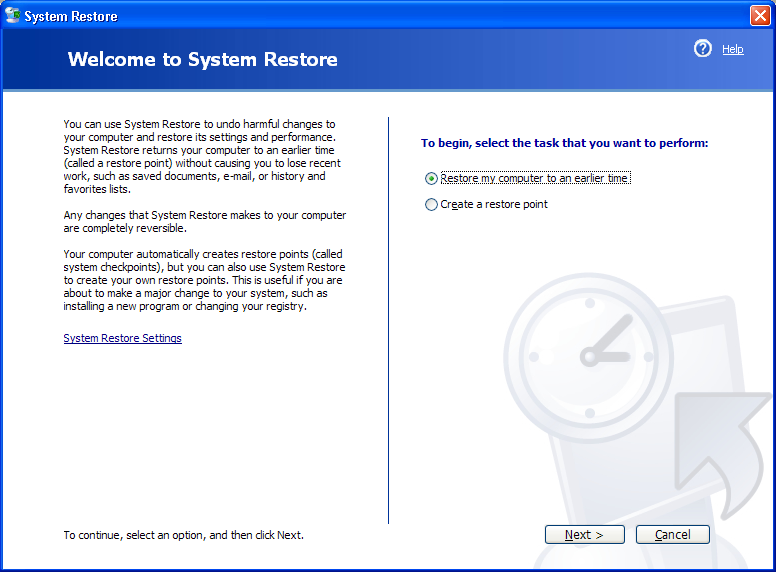 System Restore
Welcome to System Restore
Help
You can use System Restore to undo harmful changes to
your computer and restore its settings and performance.
System Restore returns your computer to an earlier time
(called a restore point) without causing you to lose recent
work, such as saved documents, e-mail, or history and
favorites lists.
Any changes that System Restore makes to your computer
are completely reversible.
Your computer automatically creates restore points (called
system checkpoints), but you can also use System Restore
to create your own restore points. This is useful if you are
about to make a major change to your system, such as
installing a new program or changing your registry.
System Restore Settings
To begin, select the task that you want to perform:
Restore my computer to an earlier time
Create a restore point
To continue, select an option, and then click Next.
Next >
Cancel